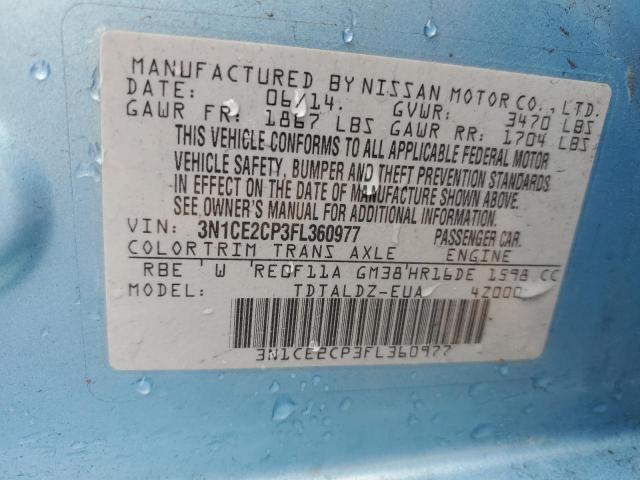 MANUFACTURED BY NISSAN MOTOR CO., LTD.
DATE: 06/14. GVWR: 3470 LBS
GAWR FR: 1867 LBS GAWR RR: 1704 LBS
THIS VEHICLE CONFORMS TO ALL APPLICABLE FEDERAL MOTOR
VEHICLE SAFETY, BUMPER AND THEFT PREVENTION STANDARDS
IN EFFECT ON THE DATE OF MANUFACTURE SHOWN ABOVE.
SEE OWNER'S MANUAL FOR ADDITIONAL INFORMATION.
VIN: 3N1CE2CP3FL360977 PASSENGER CAR.
COLOR TRIM TRANS AXLE ENGINE
RBE W RE0F11A GM38 HR16DE 1598 CC
MODEL: TDTALDZ-EUA 4Z000
3N1CE2CP3FL360977